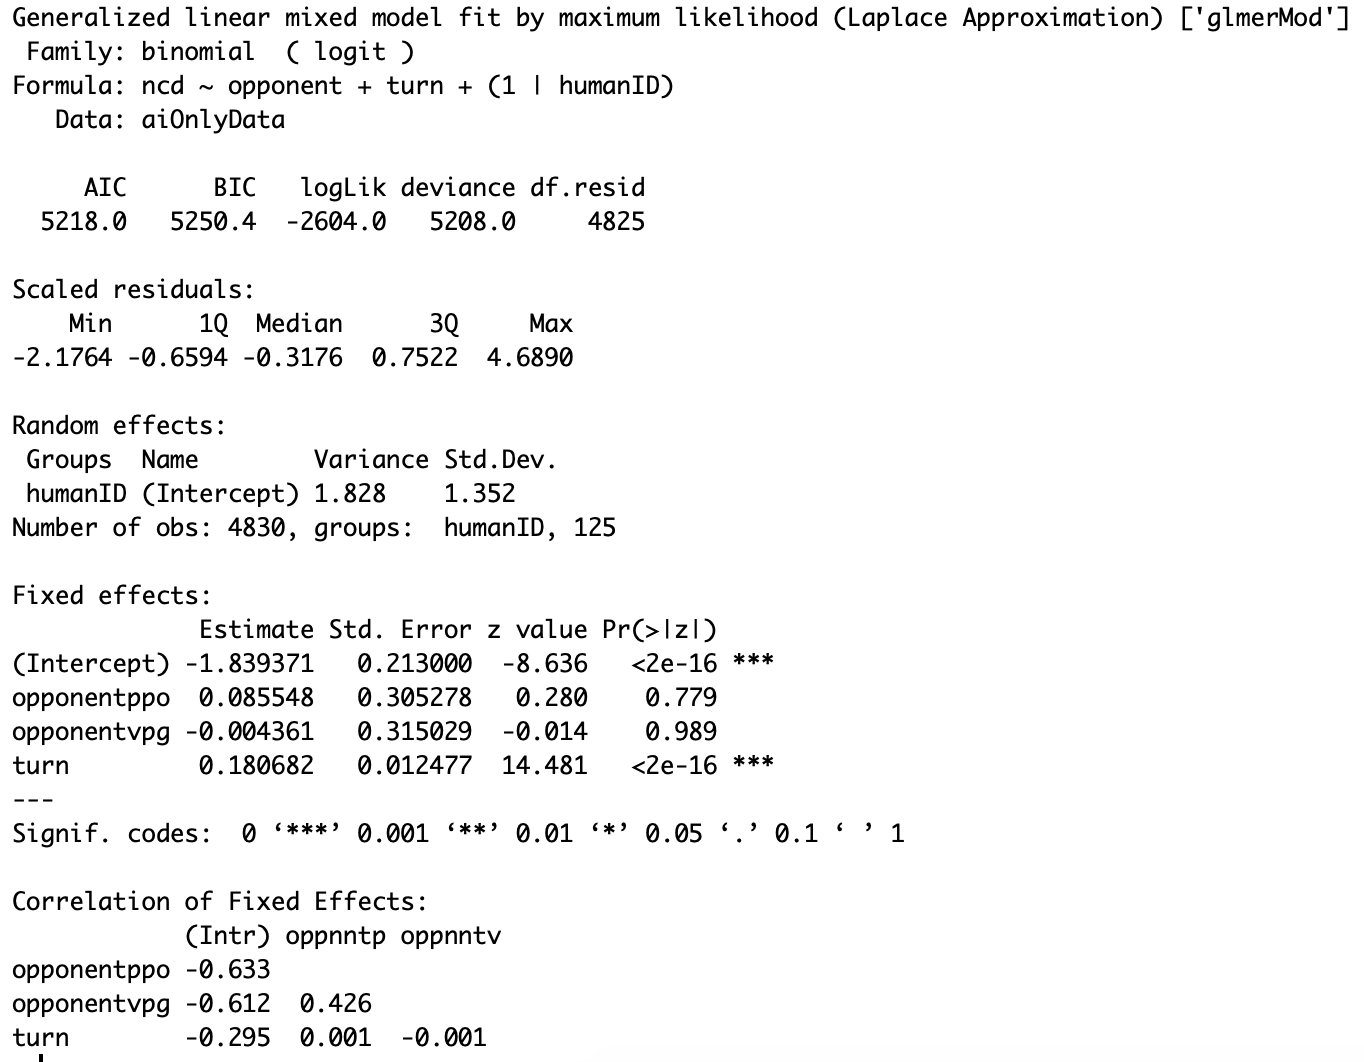 Generalized linear mixed model fit by maximum likelihood (Laplace Approximation) ['glmerMod']
 Family: binomial  ( logit )
Formula: ncd ~ opponent + turn + (1 | humanID)
   Data: aiOnlyData

     AIC      BIC   logLik deviance df.resid
  5218.0   5250.4  -2604.0   5208.0     4825

Scaled residuals:
    Min      1Q  Median      3Q     Max
-2.1764 -0.6594 -0.3176  0.7522  4.6890

Random effects:
 Groups  Name        Variance Std.Dev.
 humanID (Intercept) 1.828    1.352
Number of obs: 4830, groups:  humanID, 125

Fixed effects:
             Estimate Std. Error z value Pr(>|z|)
(Intercept) -1.839371   0.213000  -8.636   <2e-16 ***
opponentppo  0.085548   0.305278   0.280    0.779
opponentvpg -0.004361   0.315029  -0.014    0.989
turn         0.180682   0.012477  14.481   <2e-16 ***
---
Signif. codes:  0 ‘***’ 0.001 ‘**’ 0.01 ‘*’ 0.05 ‘.’ 0.1 ‘ ’ 1

Correlation of Fixed Effects:
            (Intr) oppnntp oppnntv
opponentppo -0.633
opponentvpg -0.612  0.426
turn        -0.295  0.001  -0.001